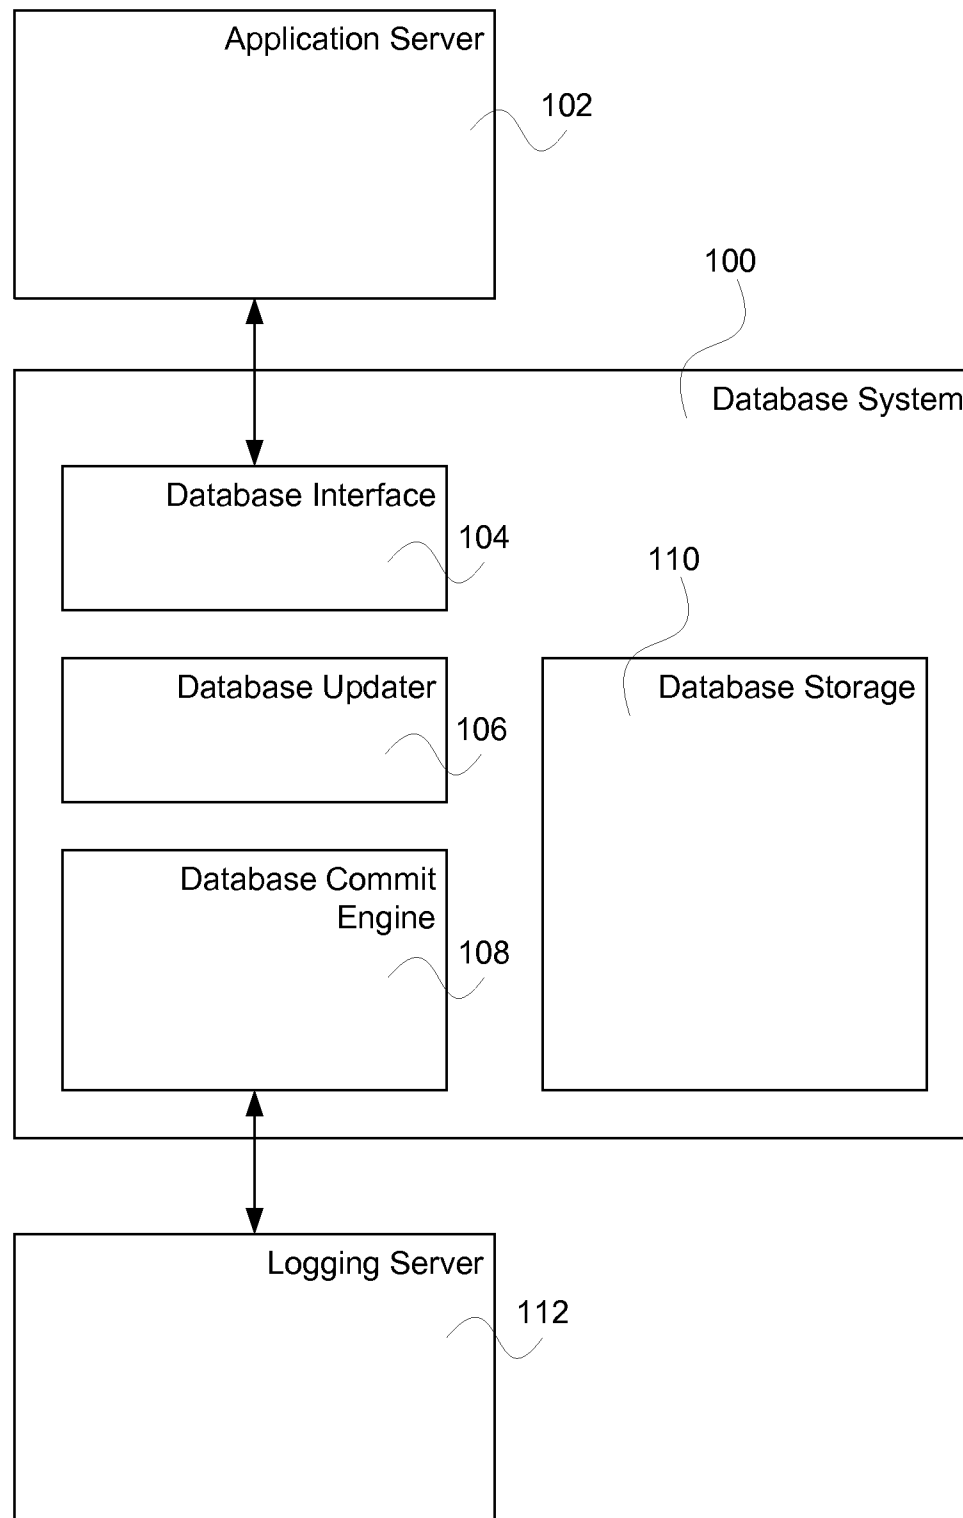 Application Server
102
100
Database System
Database Interface
104
110
Database Updater
Database Storage
106
Database Commit
Engine
108
Logging Server
112